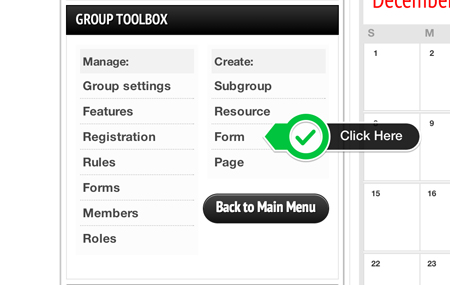 GROUP TOOLBOX
Manage:
Group settings
Features
Registration
Rules
Forms
Members
Roles
Create:
Subgroup
Resource
Form
Page
Click Here
Back to Main Menu
December
S M
1 2
9
15 16
22 23